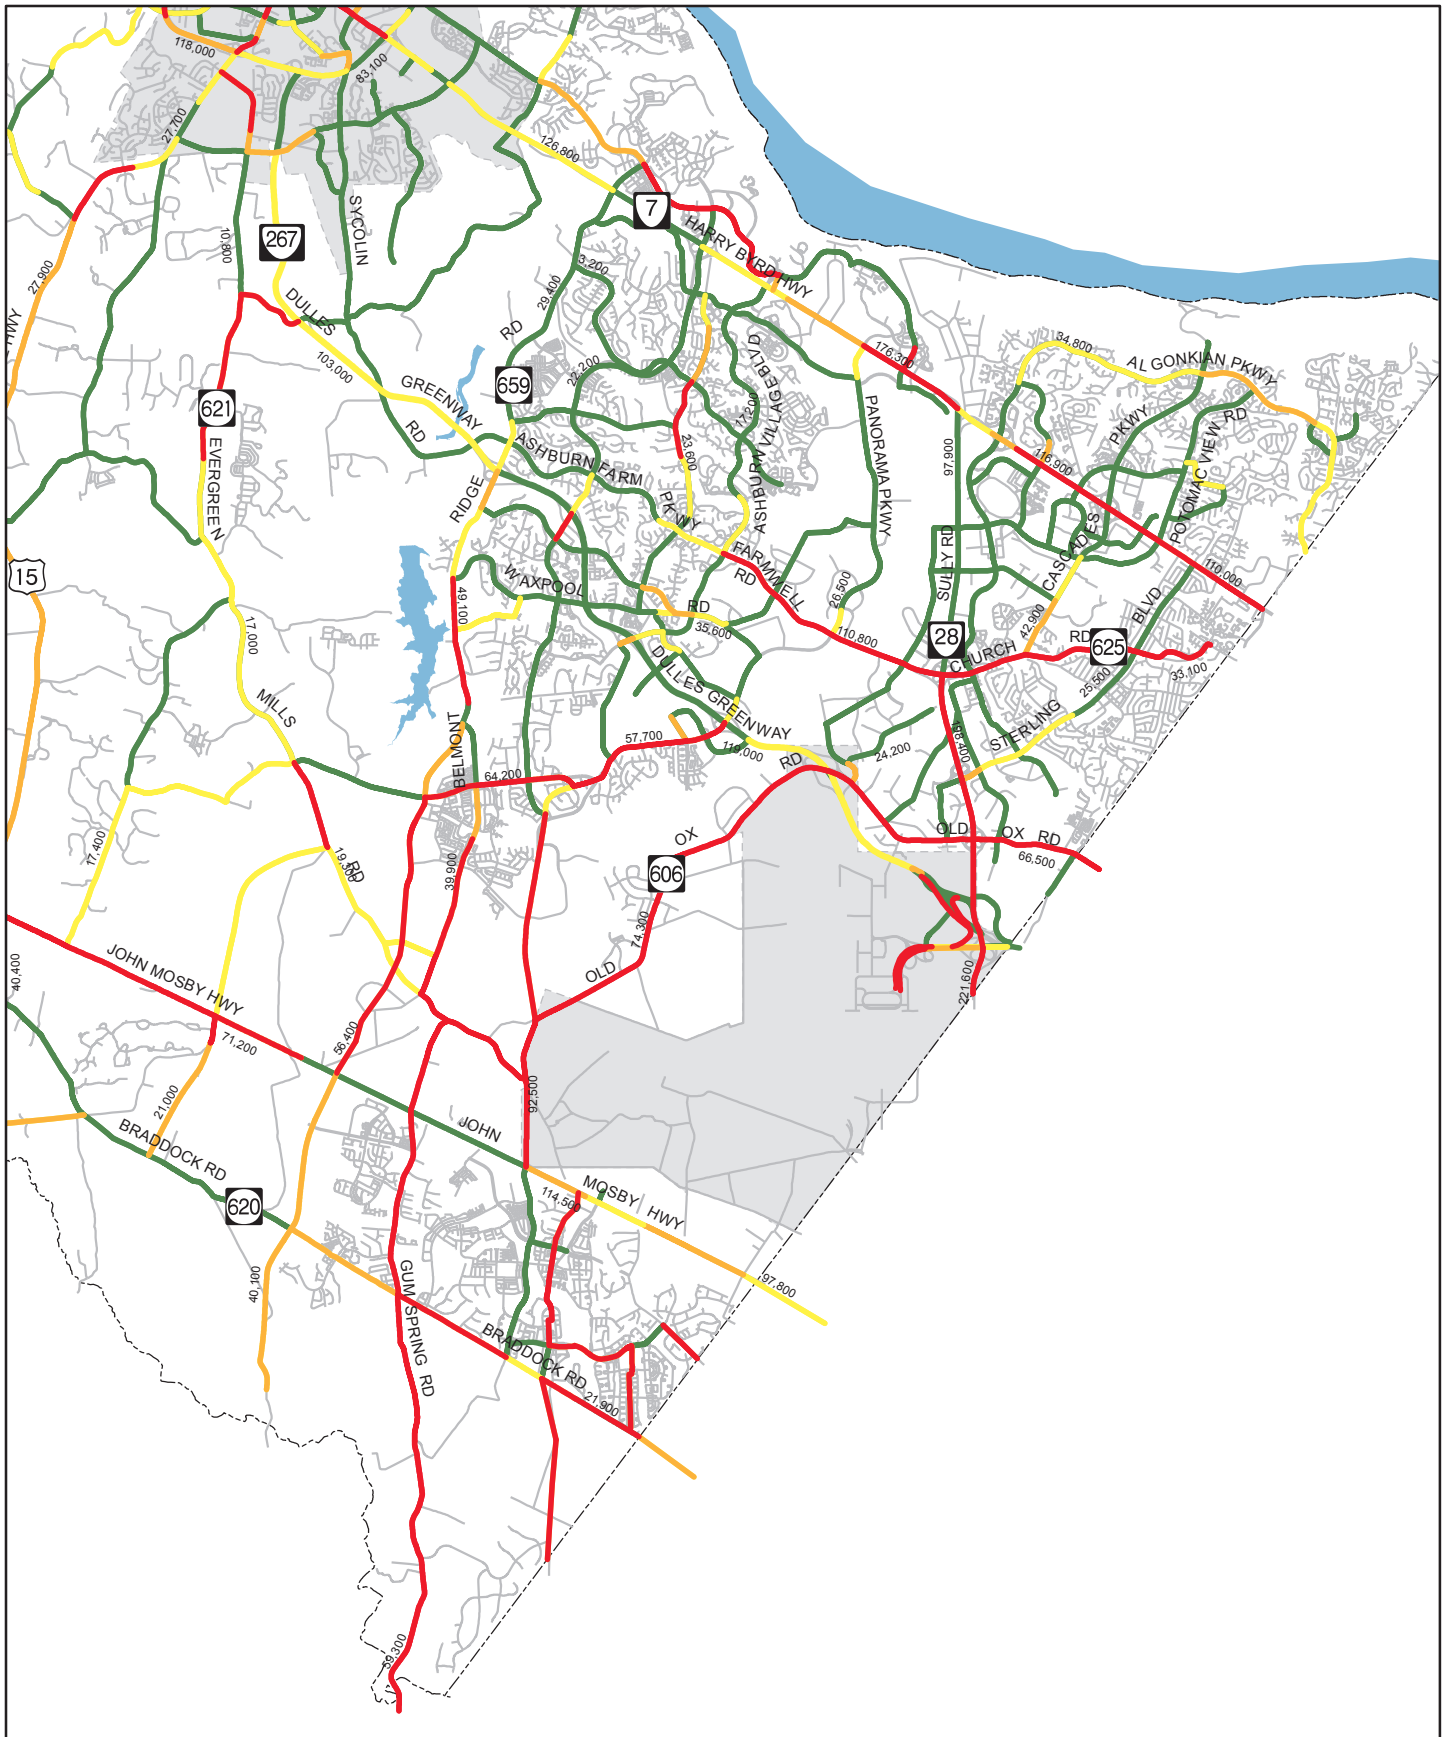 118,000
83,100
27,700
126,800
7
HARRY BYRD HWY
SYCOLIN
10,800
267
3,200
29,400
27,900
HWY
DULLES
RD
103,000
22,200
176,300
34,800
ALGONKIAN PKWY
659
GREENWAY
621
17,200
ASHBURN VILLAGE BLVD
PANORAMA PKWY
PKWY
POTOMAC VIEW RD
RD
EVERGREEN
ASHBURN FARM
23,600
97,900
116,900
RIDGE
PKWY
15
WAXPOOL
FARMWELL
RD
SULLY RD
CASCADES
110,000
49,100
26,500
RD
35,600
110,800
42,900
BLVD
17,000
28
CHURCH
RD
625
33,100
DULLES GREENWAY
25,500
MILLS
BELMONT
57,700
119,000
RD
24,200
198,400
STERLING
64,200
17,400
19,300
RD
39,900
OX
OLD
OX
RD
66,500
606
JOHN MOSBY HWY
40,400
74,300
OLD
221,600
71,200
56,400
21,000
92,500
BRADDOCK RD
JOHN
620
114,500
MOSBY
HWY
40,100
GUM SPRING RD
97,800
BRADDOCK RD
21,900
59,300